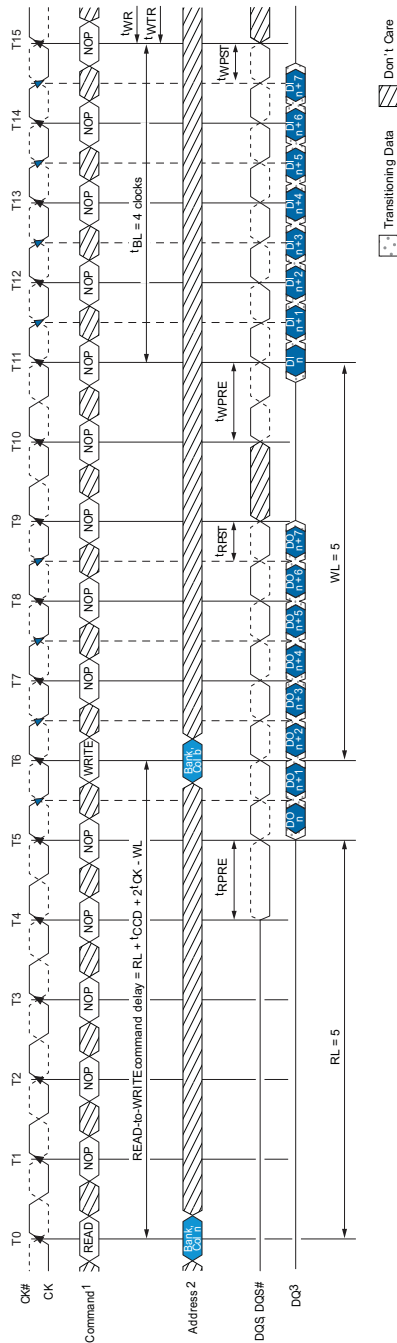 T0 T1 T2 T3 T4 T5 T6 T7 T8 T9 T10 T11 T12 T13 T14 T15
CK#
CK
Command1 READ NOP NOP NOP NOP NOP WRITE NOP NOP NOP NOP NOP NOP NOP NOP NOP
READ-to-WRITE command delay = RL + tCCD + 2tCK - WL
tBL = 4 clocks
tWR
tWTR
Address 2
Bank, Col n
Bank, Col b
tRPRE
tRPST
tWPRE
tWPST
DQS, DQS#
DQ3
DO n
DO n + 1
DO n + 2
DO n + 3
DO n + 4
DO n + 5
DO n + 6
DO n + 7
DI n
DI n + 1
DI n + 2
DI n + 3
DI n + 4
DI n + 5
DI n + 6
DI n + 7
RL = 5
WL = 5
Transitioning Data
Don't Care